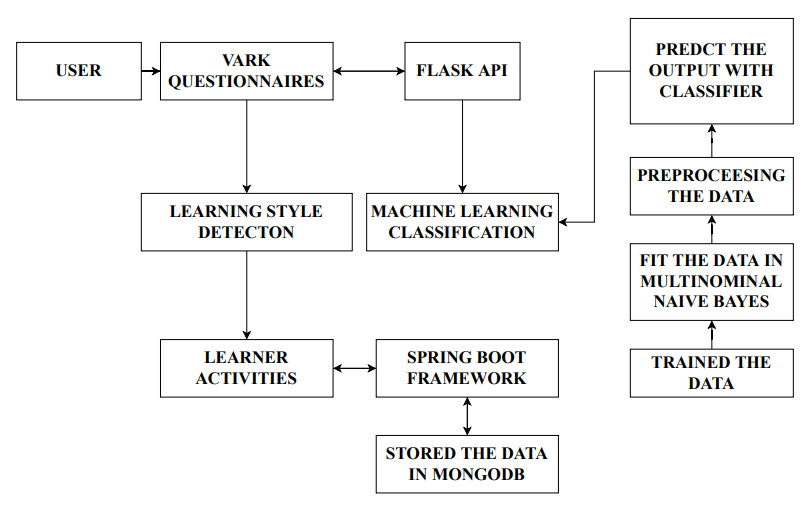 USER
VARK
QUESTIONNAIRES
FLASK API
PREDCT THE
OUTPUT WITH
CLASSIFIER
PREPROCEESING
THE DATA
LEARNING STYLE
DETECTON
MACHINE LEARNING
CLASSIFICATION
FIT THE DATA IN
MULTINOMINAL
NAIVE BAYES
LEARNER
ACTIVITIES
SPRING BOOT
FRAMEWORK
TRAINED THE
DATA
STORED THE DATA
IN MONGODB